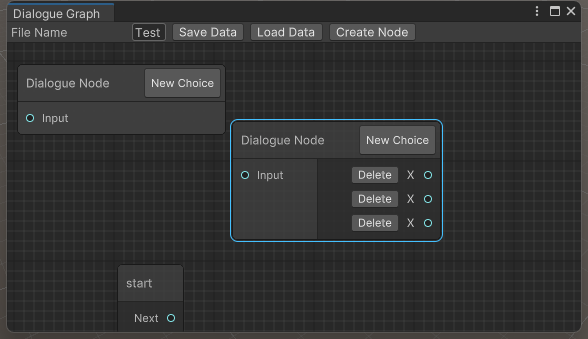 Dialogue Graph
File Name Test Save Data Load Data Create Node
Dialogue Node New Choice
Input
Dialogue Node New Choice
Input Delete X
Delete X
Delete X
start
Next